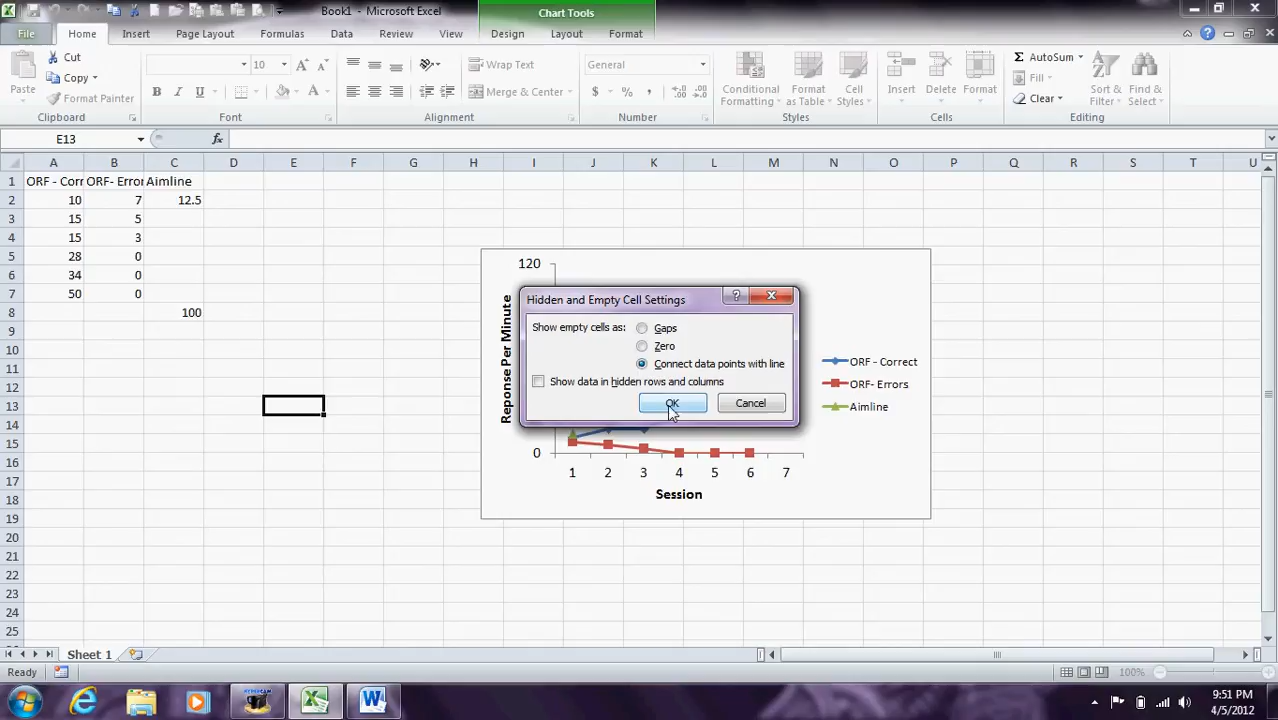 Book1 - Microsoft Excel
Chart Tools
File Home Insert Page Layout Formulas Data Review View Design Layout Format
Cut
Copy
Format Painter
Paste
Clipboard
10
A A
B I U
A
Font
Wrap Text
Merge & Center
Alignment
General
$ % ,
Number
Conditional Formatting
Format as Table
Cell Styles
Styles
Insert
Delete
Format
Cells
Σ AutoSum
Fill
Clear
Sort & Filter
Find & Select
Editing
E13
fx
A B C D E F G H I J K L M N O P Q R S T U
1 ORF - Corr ORF- Error Aimline
2 10 7 12.5
3 15 5
4 15 3
5 28 0
6 34 0
7 50 0
8 100
9
10
11
12
13
14
15
16
17
18
19
20
21
22
23
24
25
120
Reponse Per Minute
0
1 2 3 4 5 6 7
Session
ORF - Correct
ORF- Errors
Aimline
Hidden and Empty Cell Settings
Show empty cells as:
Gaps
Zero
Connect data points with line
Show data in hidden rows and columns
OK
Cancel
Sheet 1
Ready
100%
HYPERCAM
9:51 PM
4/5/2012